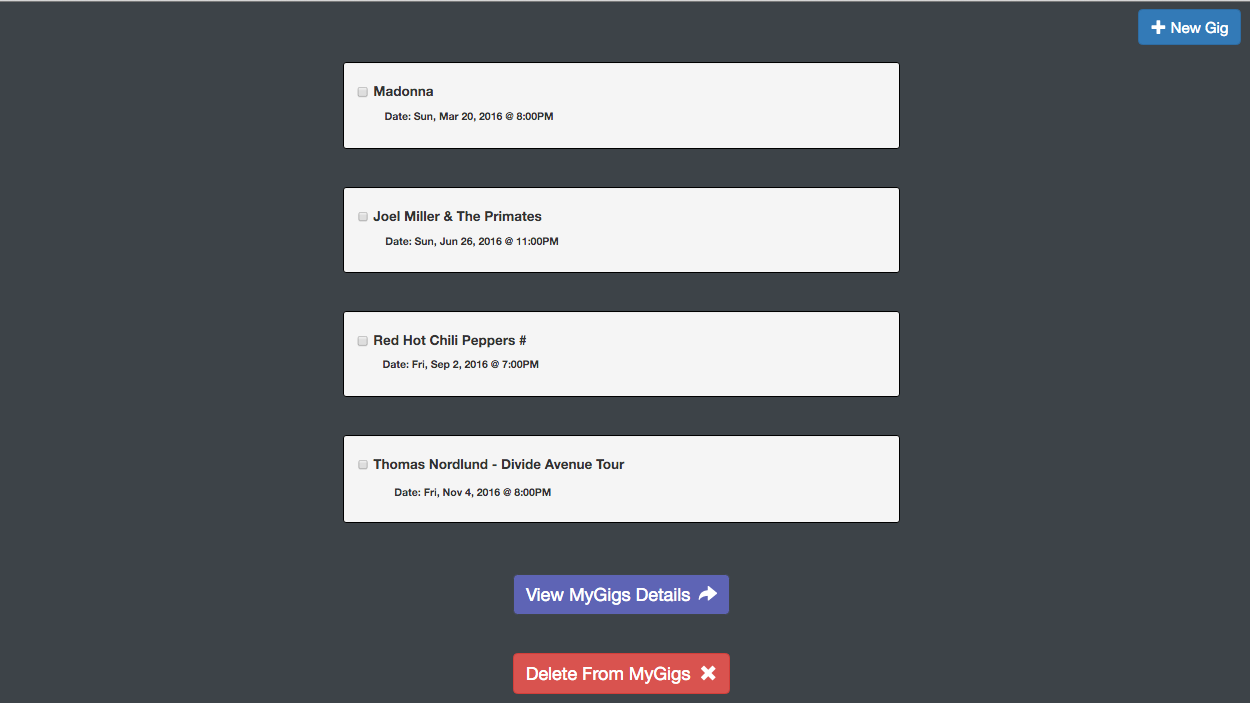 New Gig
Madonna
Date: Sun, Mar 20, 2016 @ 8:00PM
Joel Miller & The Primates
Date: Sun, Jun 26, 2016 @ 11:00PM
Red Hot Chili Peppers #
Date: Fri, Sep 2, 2016 @ 7:00PM
Thomas Nordlund - Divide Avenue Tour
Date: Fri, Nov 4, 2016 @ 8:00PM
View MyGigs Details
Delete From MyGigs